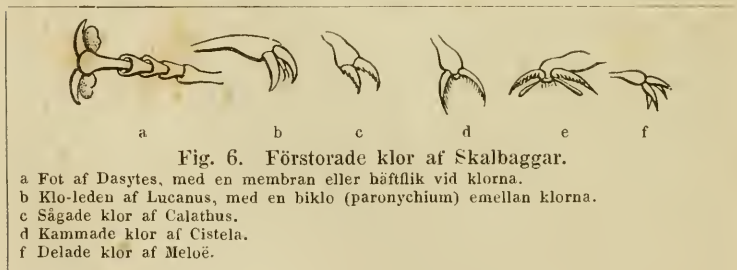 a b c d e f
Fig. 6. Förstorade klor af Skalbaggar.
a Fot af Dasytes, med en membran eller häftflik vid klorna.
b Klo-leden af Lucanus, med en biklo (paronychium) emellan klorna.
c Sågade klor af Calathus.
d Kammade klor af Cistela.
f Delade klor af Meloë.